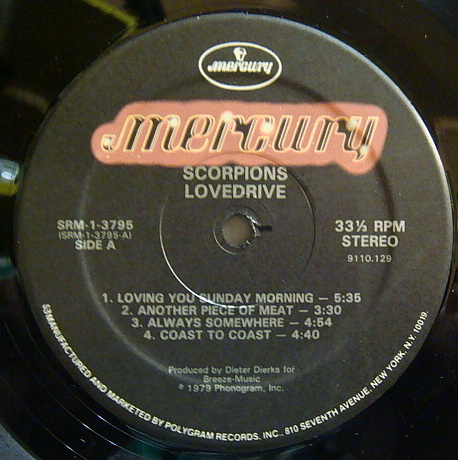 mercury
mercury
SCORPIONS
LOVEDRIVE
SRM-1-3795
(SRM-1-3795-A)
SIDE A
33⅓ RPM
STEREO
9110.129
1. LOVING YOU SUNDAY MORNING — 5:35
2. ANOTHER PIECE OF MEAT — 3:30
3. ALWAYS SOMEWHERE — 4:54
4. COAST TO COAST — 4:40
Produced by Dieter Dierks for
Breeze-Music
℗ 1979 Phonogram, Inc.
53MANUFACTURED AND MARKETED BY POLYGRAM RECORDS, INC., 810 SEVENTH AVENUE, NEW YORK, N.Y. 10019.